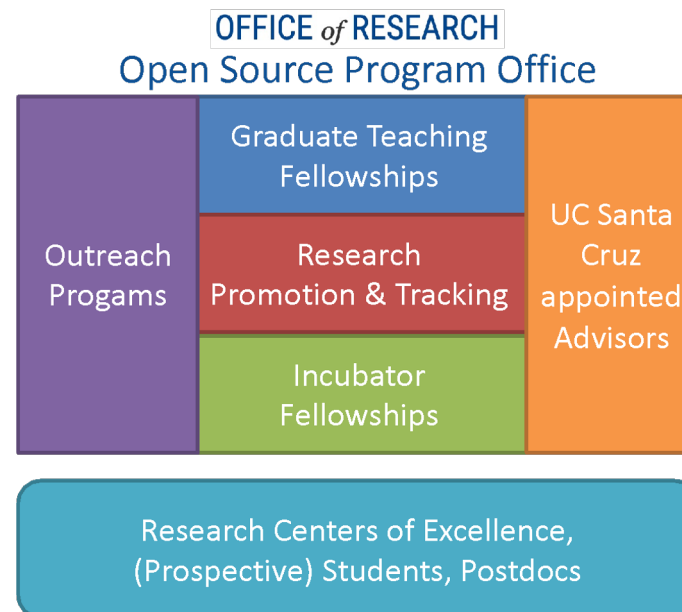 OFFICE of RESEARCH
Open Source Program Office
Graduate Teaching
Fellowships
Outreach
Progams
Research
Promotion & Tracking
Incubator
Fellowships
UC Santa
Cruz
appointed
Advisors
Research Centers of Excellence,
(Prospective) Students, Postdocs